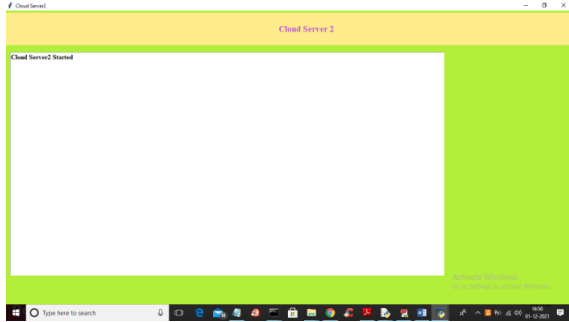 Cloud Server2
Cloud Server 2
Cloud Server2 Started
Activate Windows
Go to Settings to activate Windows.
Type here to search
16:50
01-12-2021